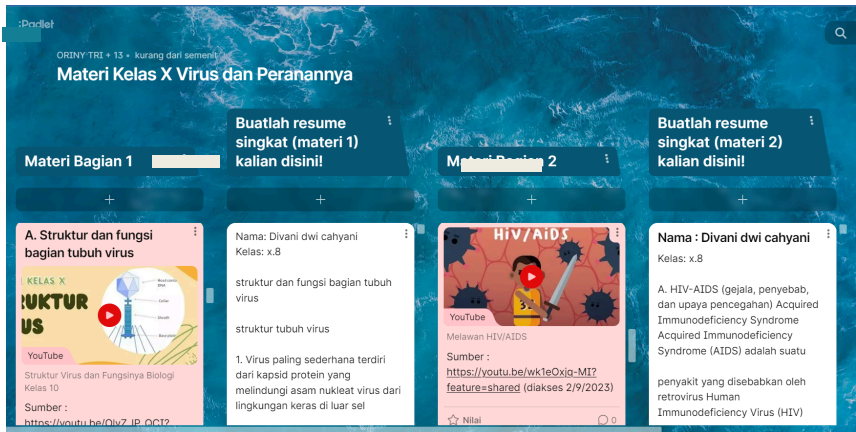 :Padlet
ORINY TRI + 13 • kurang dari semenit
Materi Kelas X Virus dan Peranannya
Materi Bagian 1
Buatlah resume
singkat (materi 1)
kalian disini!
Materi Bagian 2
Buatlah resume
singkat (materi 2)
kalian disini!
A. Struktur dan fungsi
bagian tubuh virus
KELAS X
YouTube
Struktur Virus dan Fungsinya Biologi
Kelas 10
Sumber :
Nama: Divani dwi cahyani
Kelas: x.8
struktur dan fungsi bagian tubuh
virus
struktur tubuh virus
1. Virus paling sederhana terdiri
dari kapsid protein yang
melindungi asam nukleat virus dari
lingkungan keras di luar sel
HIV/AIDS
YouTube
Melawan HIV/AIDS
Sumber :
https://youtu.be/wk1eOxjq-MI?
feature=shared (diakses 2/9/2023)
Nilai
0
Nama : Divani dwi cahyani
Kelas: x.8
A. HIV-AIDS (gejala, penyebab,
dan upaya pencegahan) Acquired
Immunodeficiency Syndrome
Acquired Immunodeficiency
Syndrome (AIDS) adalah suatu
penyakit yang disebabkan oleh
retrovirus Human
Immunodeficiency Virus (HIV)